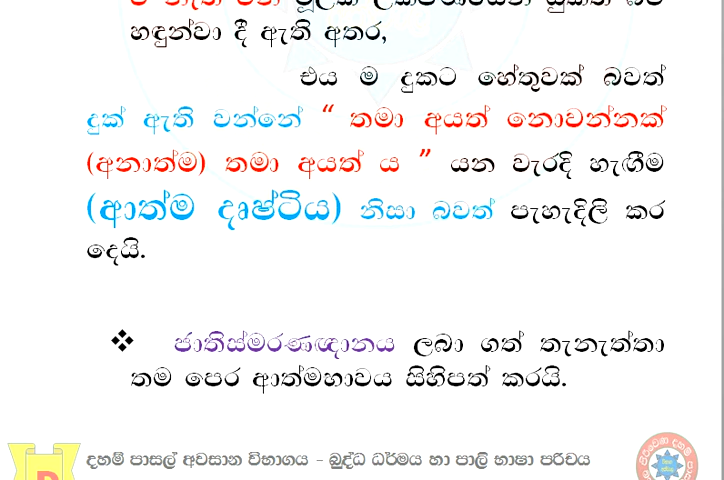 හඳුන්වා දී ඇති අතර,
එය ම දුකට හේතුවක් බවත්
දුක් ඇති වන්නේ “ තමා අයත් නොවන්නක්
(අනාත්ම) තමා අයත් ය ” යන වැරදි හැඟීම
(ආත්ම දෘෂ්ටිය) නිසා බවත් පැහැදිලි කර
දෙයි.
❖ ජාතිස්මරණඥානය ලබා ගත් තැනැත්තා
තම පෙර ආත්මභාවය සිහිපත් කරයි.
දහම් පාසල් අවසාන විභාගය - බුද්ධ ධර්මය හා පාලි භාෂා පරිචය